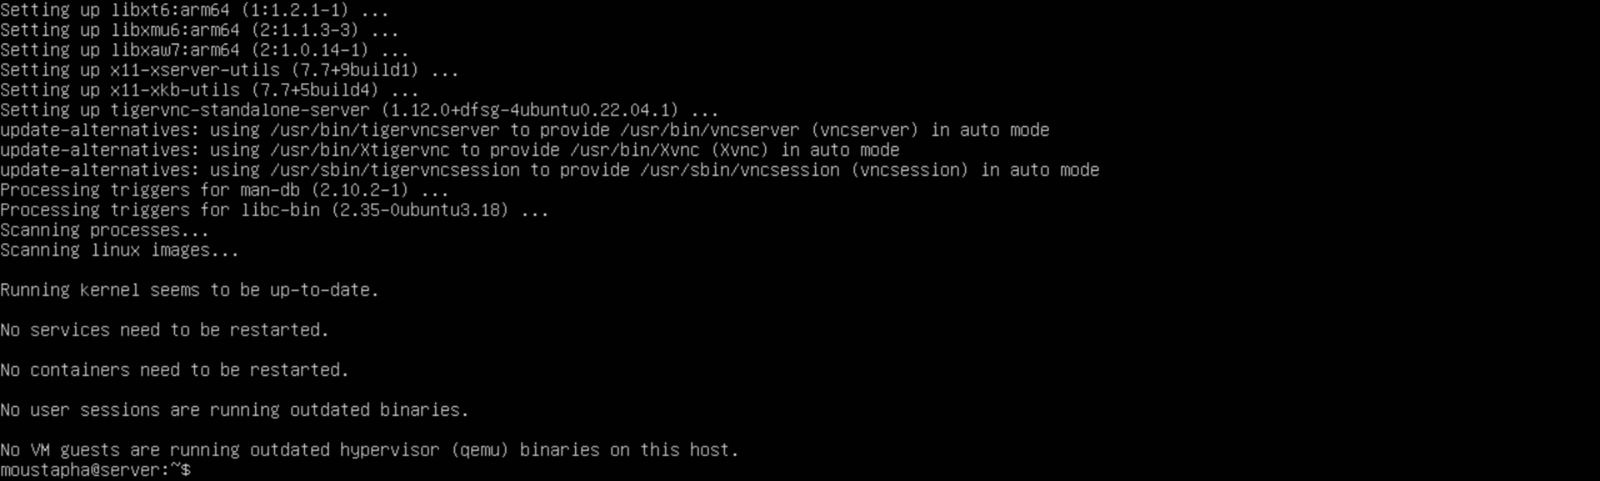 Setting up libxt6:arm64 (1:1.2.1-1) ...
Setting up libxmu6:arm64 (2:1.1.3-3) ...
Setting up libxaw7:arm64 (2:1.0.14-1) ...
Setting up x11-xserver-utils (7.7+9build1) ...
Setting up x11-xkb-utils (7.7+5build4) ...
Setting up tigervnc-standalone-server (1.12.0+dfsg-4ubuntu0.22.04.1) ...
update-alternatives: using /usr/bin/tigervncserver to provide /usr/bin/vncserver (vncserver) in auto mode
update-alternatives: using /usr/bin/Xtigervnc to provide /usr/bin/Xvnc (Xvnc) in auto mode
update-alternatives: using /usr/sbin/tigervncsession to provide /usr/sbin/vncsession (vncsession) in auto mode
Processing triggers for man-db (2.10.2-1) ...
Processing triggers for libc-bin (2.35-0ubuntu3.18) ...
Scanning processes...
Scanning linux images...
Running kernel seems to be up-to-date.
No services need to be restarted.
No containers need to be restarted.
No user sessions are running outdated binaries.
No VM guests are running outdated hypervisor (qemu) binaries on this host.
moustapha@server:~$